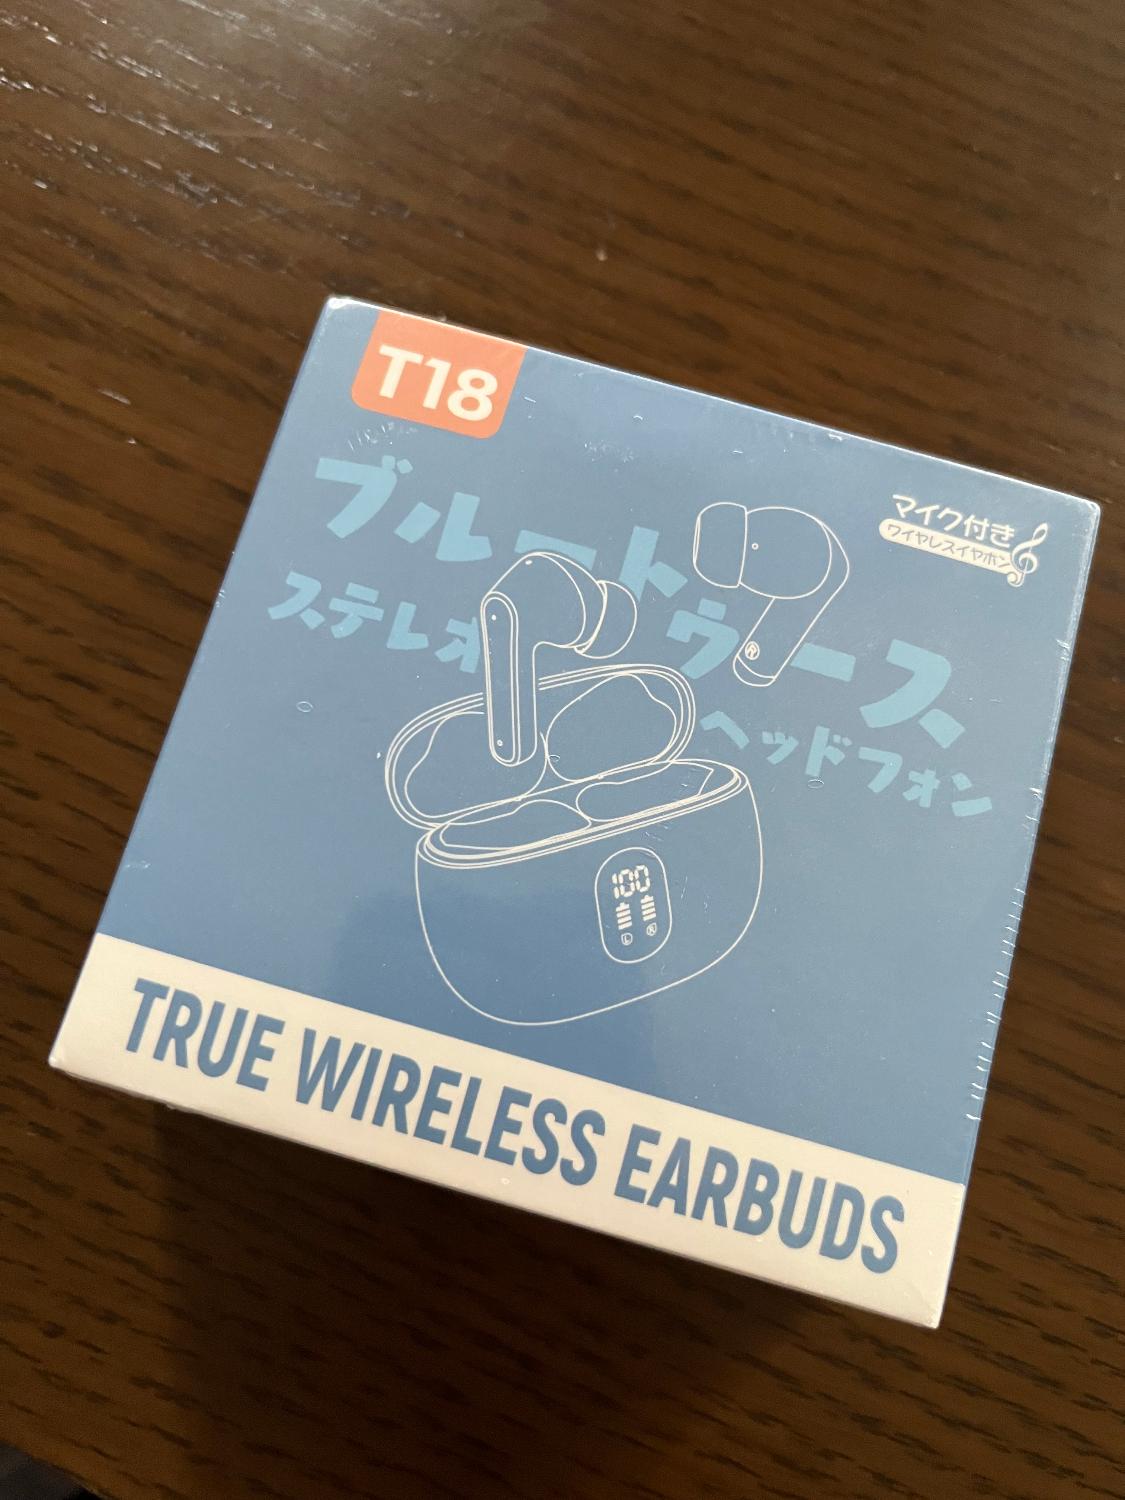 T18
マイク付き
ワイヤレスイヤホン
ブルートゥース、
ステレオ
ヘッドフォン
R
100
L R
TRUE WIRELESS EARBUDS